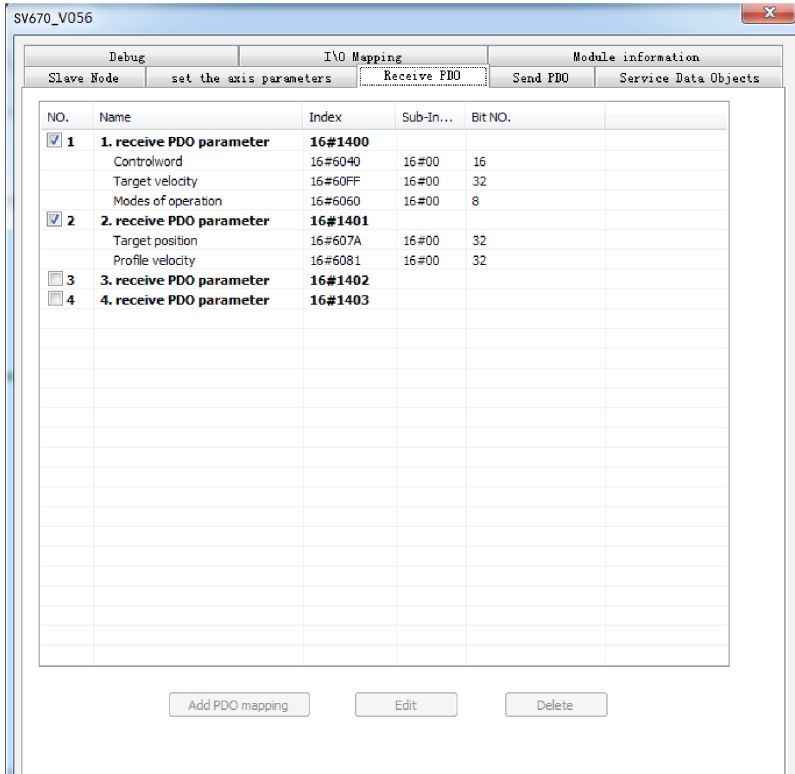 SV670_V056
Debug I\O Mapping Module information
Slave Node set the axis parameters Receive PDO Send PDO Service Data Objects
NO. Name Index Sub-In... Bit NO.
1 1. receive PDO parameter 16#1400
Controlword 16#6040 16#00 16
Target velocity 16#60FF 16#00 32
Modes of operation 16#6060 16#00 8
2 2. receive PDO parameter 16#1401
Target position 16#607A 16#00 32
Profile velocity 16#6081 16#00 32
3 3. receive PDO parameter 16#1402
4 4. receive PDO parameter 16#1403
Add PDO mapping Edit Delete